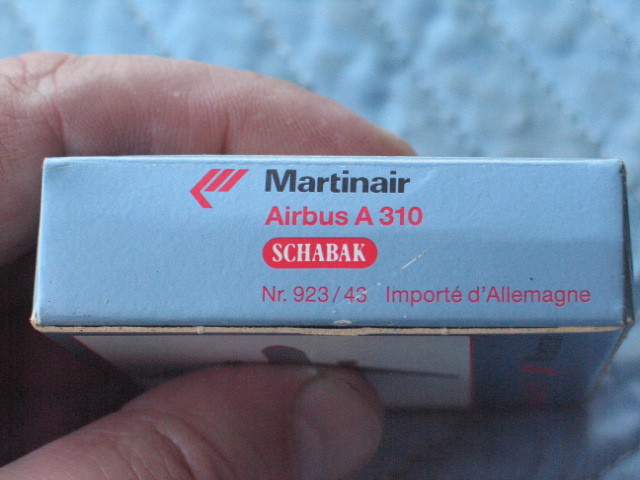 Martinair
Airbus A 310
SCHABAK
Nr. 923/43 Importé d'Allemagne